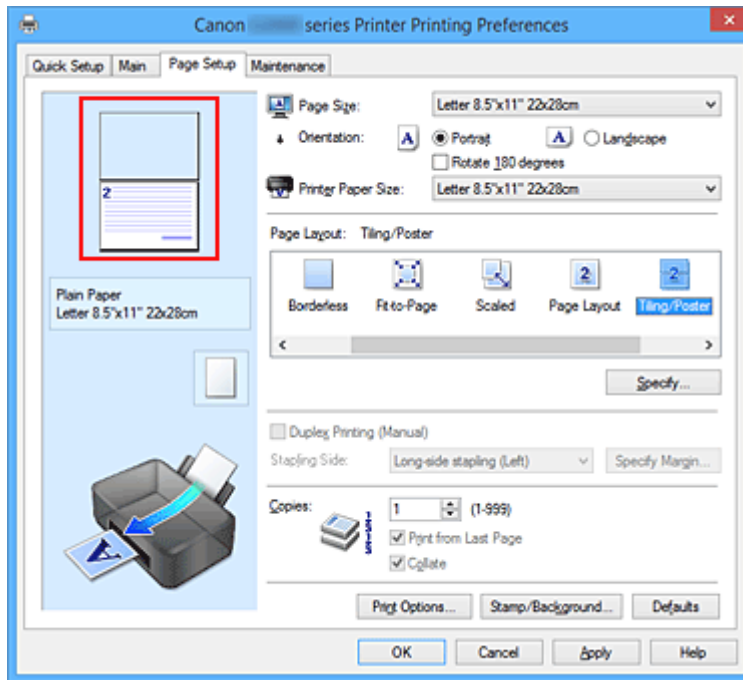 Canon series Printer Printing Preferences
Quick Setup Main Page Setup Maintenance
Page Size: Letter 8.5"x11" 22x28cm
Orientation: A Portrait A Landscape
Rotate 180 degrees
Printer Paper Size: Letter 8.5"x11" 22x28cm
2
Page Layout: Tiling/Poster
2 2
Borderless Fit-to-Page Scaled Page Layout Tiling/Poster
Plain Paper
Letter 8.5"x11" 22x28cm
Specify...
Duplex Printing (Manual)
Stapling Side: Long-side stapling (Left) Specify Margin...
Copies: 1 (1-999)
Print from Last Page
Collate
A
Print Options... Stamp/Background... Defaults
OK Cancel Apply Help